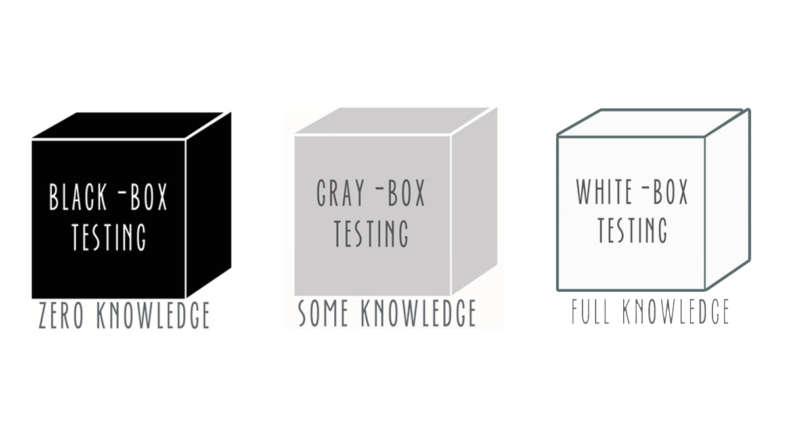 BLACK -BOX
TESTING
ZERO KNOWLEDGE
GRAY -BOX
TESTING
SOME KNOWLEDGE
WHITE -BOX
TESTING
FULL KNOWLEDGE